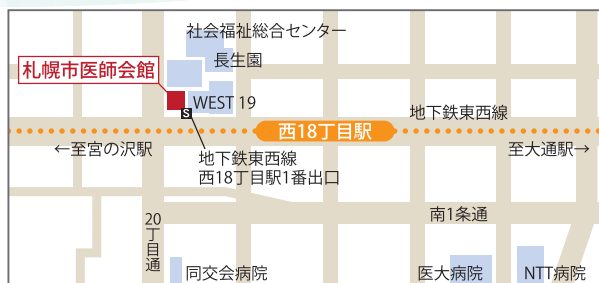 社会福祉総合センター
長生園
札幌市医師会館
WEST 19
S
地下鉄東西線
西18丁目駅
←至宮の沢駅
至大通駅→
地下鉄東西線
西18丁目駅1番出口
20丁目通
南1条通
同交会病院
医大病院
NTT病院